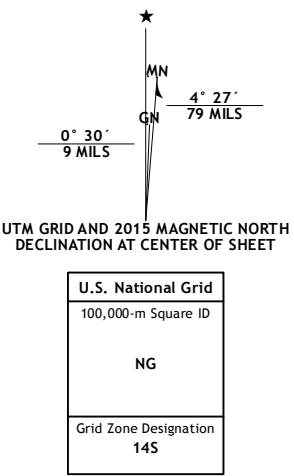 MN
4° 27´
79 MILS
GN
0° 30´
9 MILS
UTM GRID AND 2015 MAGNETIC NORTH
DECLINATION AT CENTER OF SHEET
U.S. National Grid
100,000-m Square ID
NG
Grid Zone Designation
14S